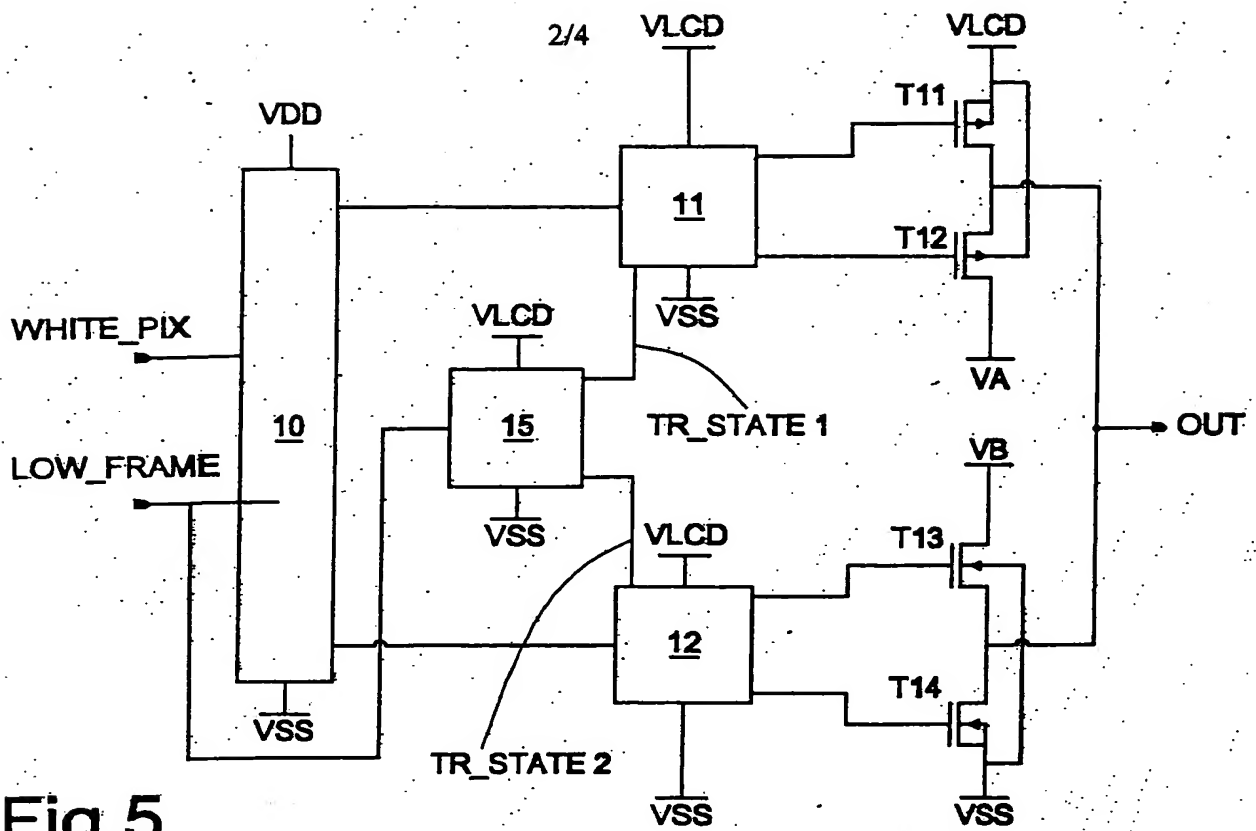 2/4
VLCD
VLCD
T11
VDD
11
T12
VSS
WHITE_PIX
VLCD
VA
10
15
TR_STATE 1
OUT
LOW_FRAME
VB
VSS
VLCD
T13
12
T14
VSS
TR_STATE 2
VSS
VSS
Fig.5